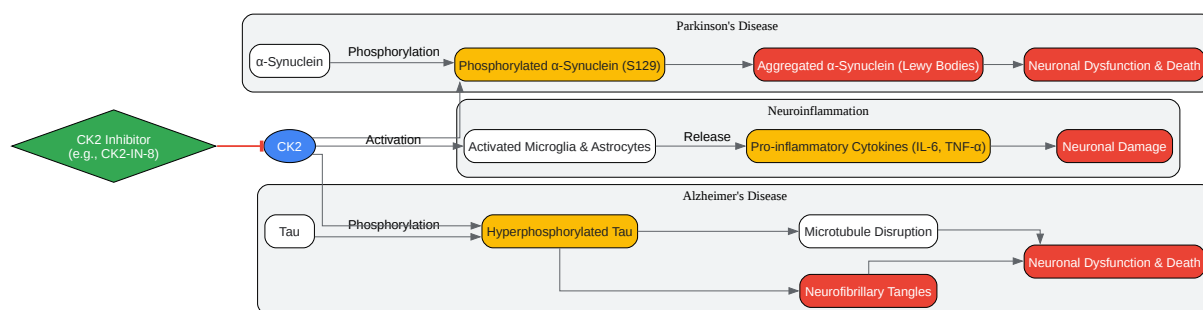 Parkinson's Disease
α-Synuclein
Phosphorylation
Phosphorylated α-Synuclein (S129)
Aggregated α-Synuclein (Lewy Bodies)
Neuronal Dysfunction & Death
Neuroinflammation
CK2 Inhibitor
(e.g., CK2-IN-8)
CK2
Activation
Activated Microglia & Astrocytes
Release
Pro-inflammatory Cytokines (IL-6, TNF-α)
Neuronal Damage
Alzheimer's Disease
Tau
Phosphorylation
Hyperphosphorylated Tau
Microtubule Disruption
Neuronal Dysfunction & Death
Neurofibrillary Tangles